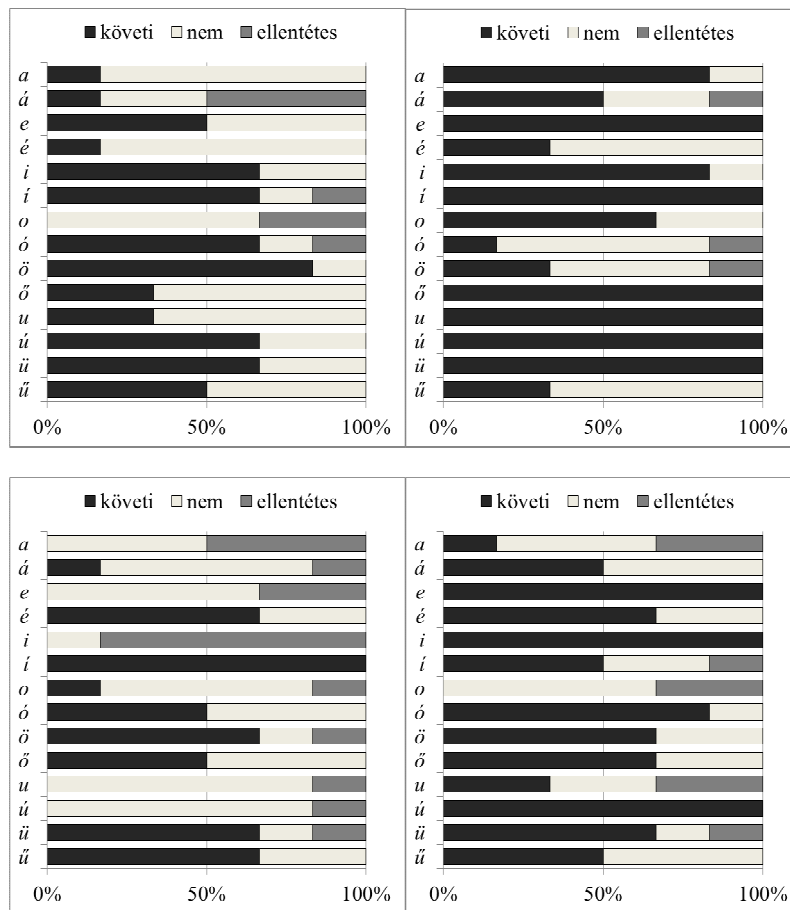 követi nem ellentétes
a
á
e
é
i
í
o
ó
ö
ő
u
ú
ü
ű
0% 50% 100%
követi nem ellentétes
a
á
e
é
i
í
o
ó
ö
ő
u
ú
ü
ű
0% 50% 100%
követi nem ellentétes
a
á
e
é
i
í
o
ó
ö
ő
u
ú
ü
ű
0% 50% 100%
követi nem ellentétes
a
á
e
é
i
í
o
ó
ö
ő
u
ú
ü
ű
0% 50% 100%